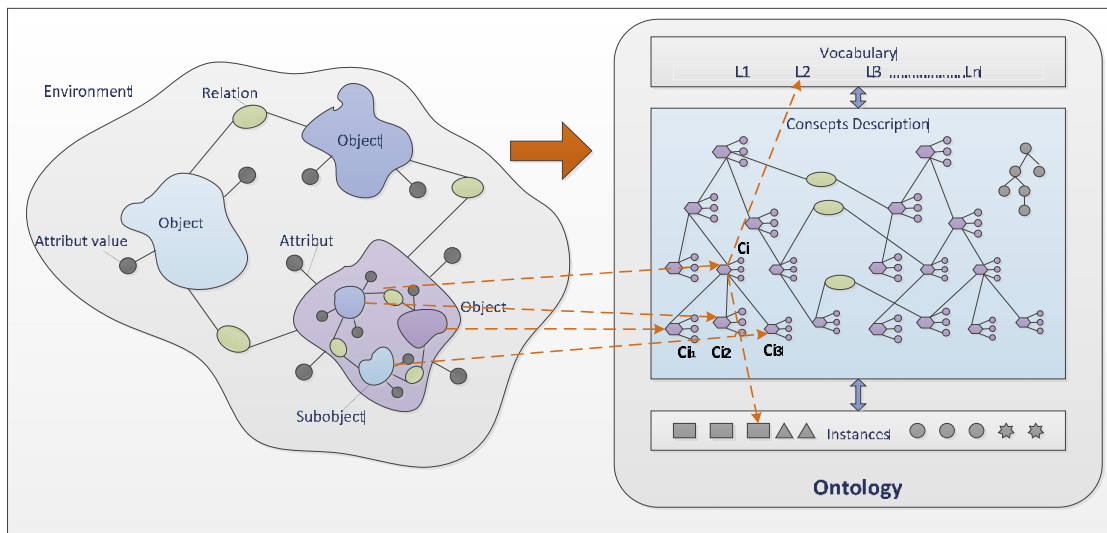 Environment
Relation
Object
Object
Attribut value
Attribut
Object
Subobject
Vocabulary
L1 L2 L3 ..................Ln
Consepts Description
Ci
Ci1 Ci2 Ci3
Instances
Ontology